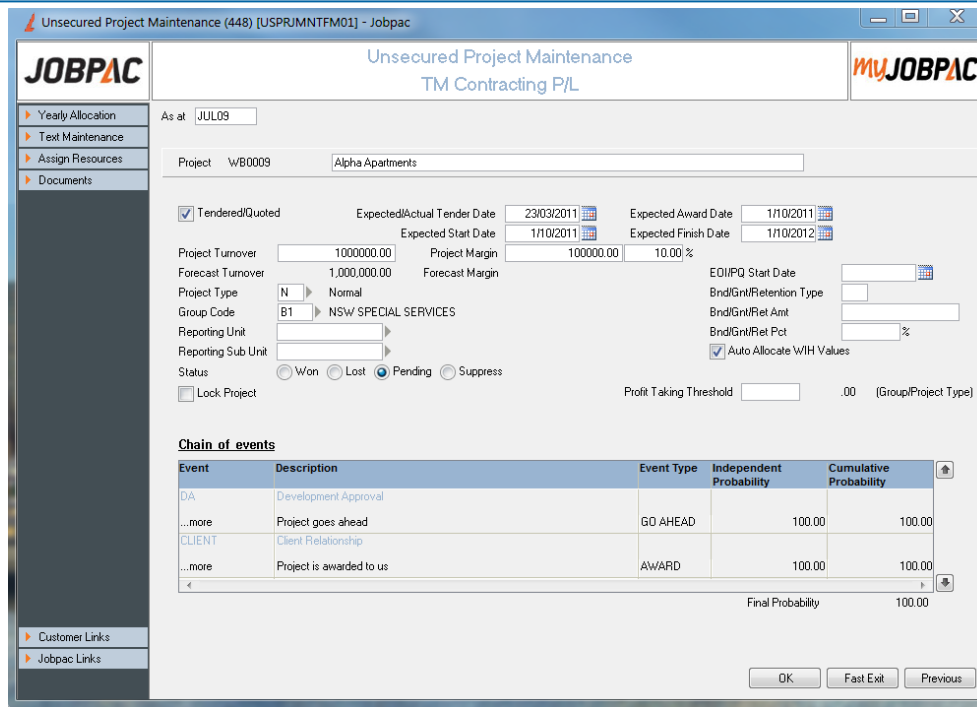 Unsecured Project Maintenance (448) [USPRJMNTFM01] - Jobpac
JOBPAC
Unsecured Project Maintenance
TM Contracting P/L
myJOBPAC
Yearly Allocation
Text Maintenance
Assign Resources
Documents
As at JUL09
Project WB0009 Alpha Apartments
Tendered/Quoted Expected/Actual Tender Date 23/03/2011 Expected Award Date 1/10/2011
Expected Start Date 1/10/2011 Expected Finish Date 1/10/2012
Project Turnover 1000000.00 Project Margin 100000.00 10.00 %
Forecast Turnover 1,000,000.00 Forecast Margin EOI/PQ Start Date
Project Type N Normal Bnd/Gnt/Retention Type
Group Code B1 NSW SPECIAL SERVICES Bnd/Gnt/Ret Amt
Reporting Unit Bnd/Gnt/Ret Pct %
Reporting Sub Unit Auto Allocate WIH Values
Status Won Lost Pending Suppress
Lock Project Profit Taking Threshold .00 (Group/Project Type)
Chain of events
Event Description Event Type Independent Probability Cumulative Probability
DA Development Approval
...more Project goes ahead GO AHEAD 100.00 100.00
CLIENT Client Relationship
...more Project is awarded to us AWARD 100.00 100.00
Final Probability 100.00
Customer Links
Jobpac Links
OK Fast Exit Previous